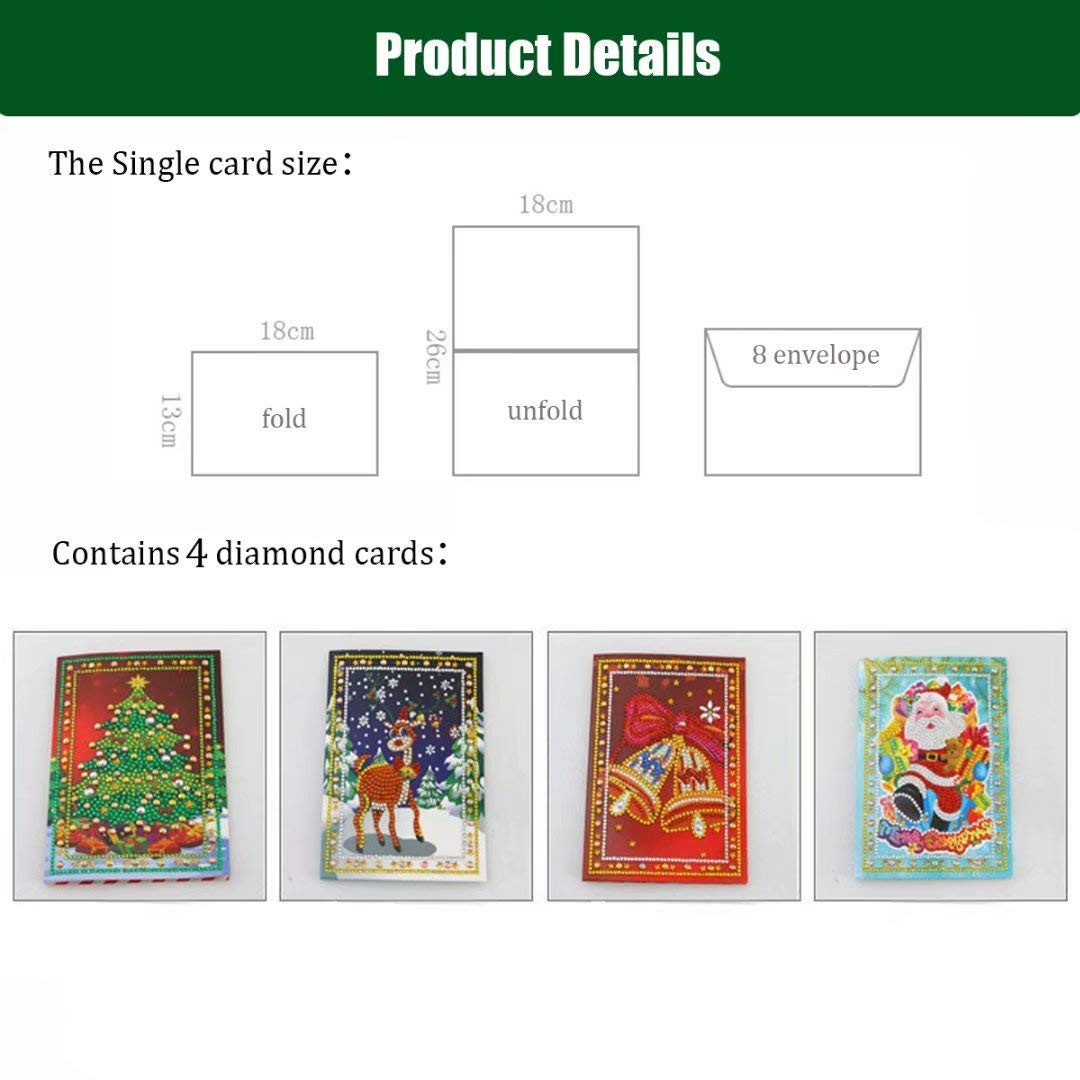 Product Details
The Single card size：
18cm
18cm
26cm
8 envelope
13cm
fold
unfold
Contains 4 diamond cards：